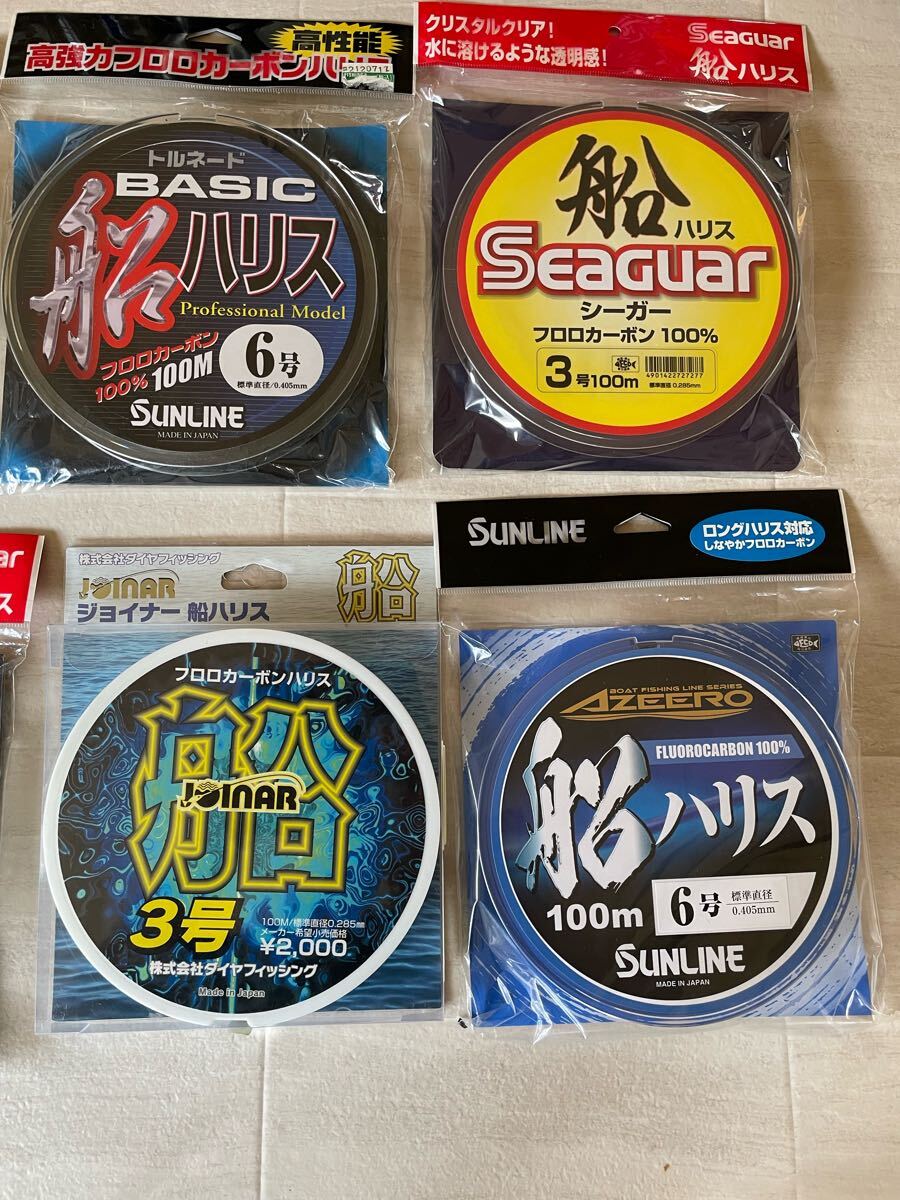 高性能
高強力フロロカーボンハリス
トルネード
BASIC
船ハリス
Professional Model
フロロカーボン
100% 100M
6号
標準直径/0.405mm
SUNLINE
MADE IN JAPAN
クリスタルクリア!
水に溶けるような透明感!
Seaguar
船ハリス
船
ハリス
Seaguar
シーガー
フロロカーボン 100%
3号100m
4901422727277
標準直径 0.285mm
ar
ス
株式会社ダイヤフィッシング
JOINAR
ジョイナー 船ハリス
船
フロロカーボンハリス
船
JOINAR
3号
100M/標準直径0.285mm
メーカー希望小売価格
¥2,000
株式会社ダイヤフィッシング
Made in Japan
SUNLINE
ロングハリス対応
しなやかフロロカーボン
BOAT FISHING LINE SERIES
AZEERO
FLUOROCARBON 100%
船ハリス
100m
6号
標準直径
0.405mm
SUNLINE
MADE IN JAPAN